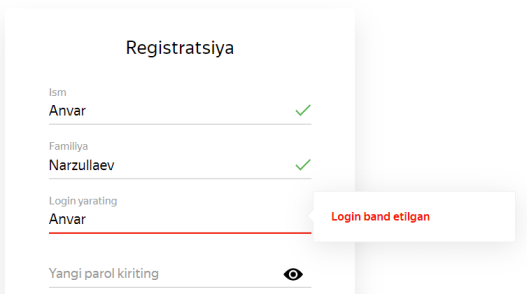 Registratsiya
Ism
Anvar
Familiya
Narzullaev
Login yarating
Anvar
Login band etilgan
Yangi parol kiriting